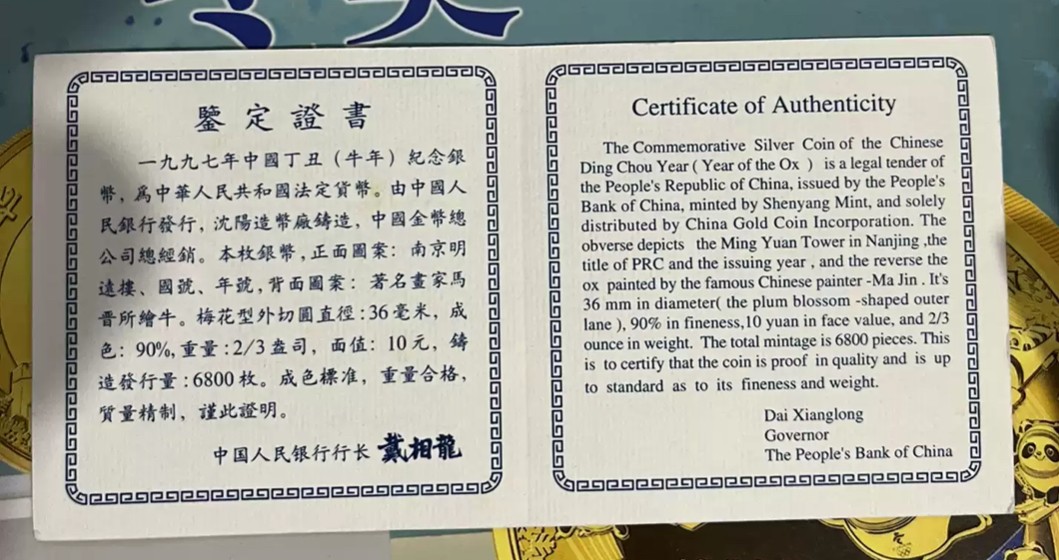 鑒定證書
一九九七年中國丁丑（牛年）紀念銀
幣，爲中華人民共和國法定貨幣。由中國人
民銀行發行，沈陽造幣廠鑄造，中國金幣總
公司總經銷。本枚銀幣，正面圖案：南京明
遠樓、國號、年號，背面圖案：著名畫家馬
晋所繪牛。梅花型外切圓直徑：36毫米，成
色：90%，重量：2/3盎司，面值：10元，鑄
造發行量：6800枚。成色標准，重量合格，
質量精制，謹此證明。
中国人民银行行长 戴相龍
Certificate of Authenticity
The Commemorative Silver Coin of the Chinese
Ding Chou Year ( Year of the Ox ) is a legal tender of
the People's Republic of China, issued by the People's
Bank of China, minted by Shenyang Mint, and solely
distributed by China Gold Coin Incorporation. The
obverse depicts the Ming Yuan Tower in Nanjing ,the
title of PRC and the issuing year , and the reverse the
ox painted by the famous Chinese painter -Ma Jin . It's
36 mm in diameter( the plum blossom -shaped outer
lane ), 90% in fineness,10 yuan in face value, and 2/3
ounce in weight. The total mintage is 6800 pieces. This
is to certify that the coin is proof in quality and is up
to standard as to its fineness and weight.
Dai Xianglong
Governor
The People's Bank of China